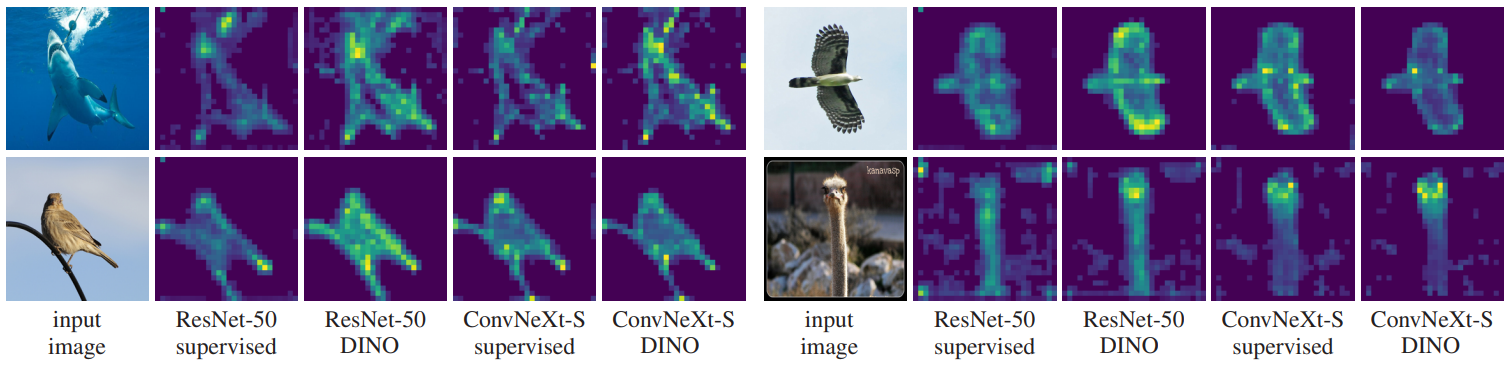 kanavasp
input
image
ResNet-50
supervised
ResNet-50
DINO
ConvNeXt-S
supervised
ConvNeXt-S
DINO
input
image
ResNet-50
supervised
ResNet-50
DINO
ConvNeXt-S
supervised
ConvNeXt-S
DINO